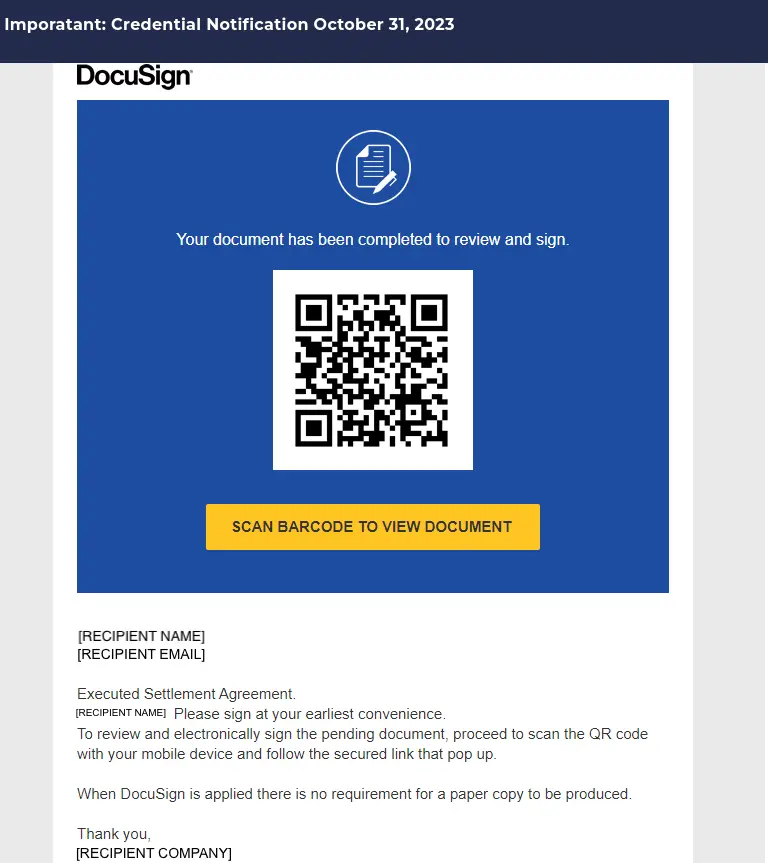 Imporatant: Credential Notification October 31, 2023
DocuSign®
Your document has been completed to review and sign.
SCAN BARCODE TO VIEW DOCUMENT
[RECIPIENT NAME]
[RECIPIENT EMAIL]
Executed Settlement Agreement.
[RECIPIENT NAME] Please sign at your earliest convenience.
To review and electronically sign the pending document, proceed to scan the QR code
with your mobile device and follow the secured link that pop up.
When DocuSign is applied there is no requirement for a paper copy to be produced.
Thank you,
[RECIPIENT COMPANY]